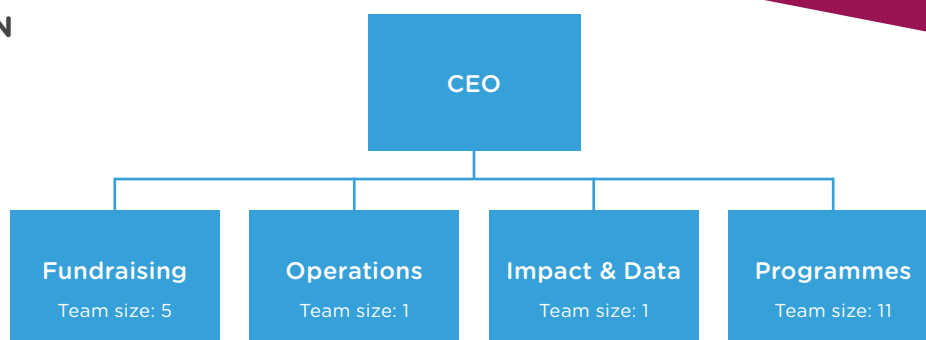 N
CEO
Fundraising
Team size: 5
Operations
Team size: 1
Impact & Data
Team size: 1
Programmes
Team size: 11